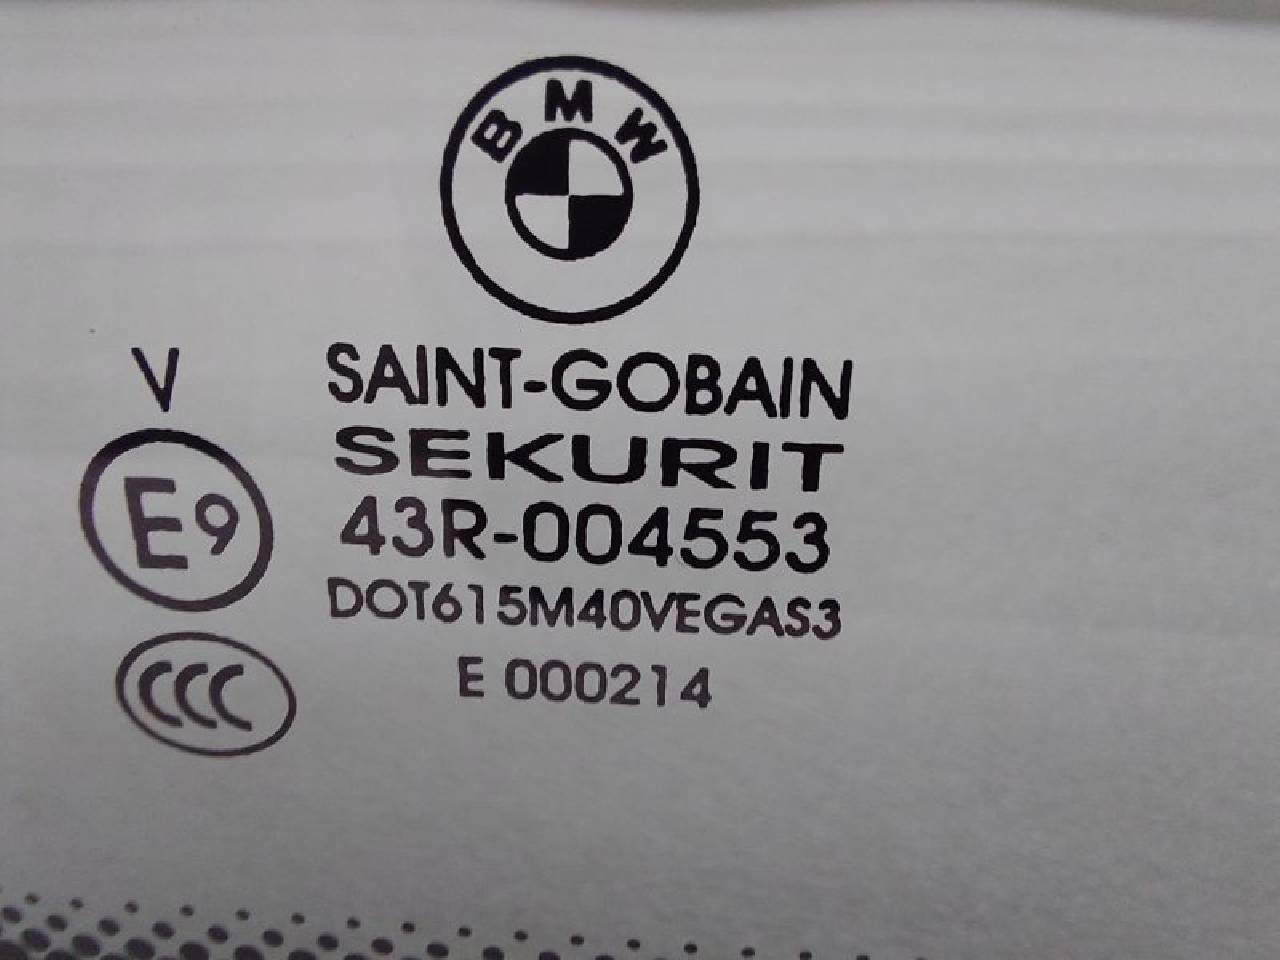 BMW
V
SAINT-GOBAIN
SEKURIT
E9
43R-004553
DOT615M40VEGAS3
CCC
E 000214